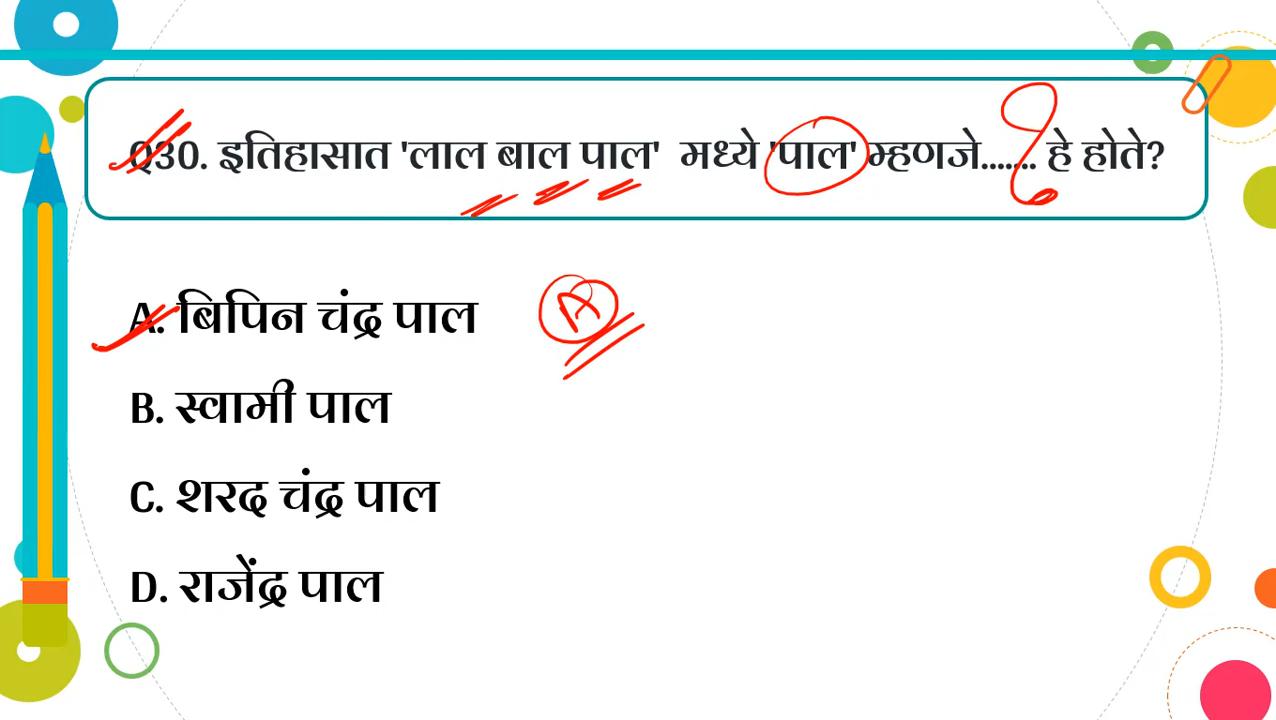 Q30. इतिहासात 'लाल बाल पाल' मध्ये 'पाल' म्हणजे....... हे होते?
A. बिपिन चंद्र पाल
A
B. स्वामी पाल
C. शरद चंद्र पाल
D. राजेंद्र पाल